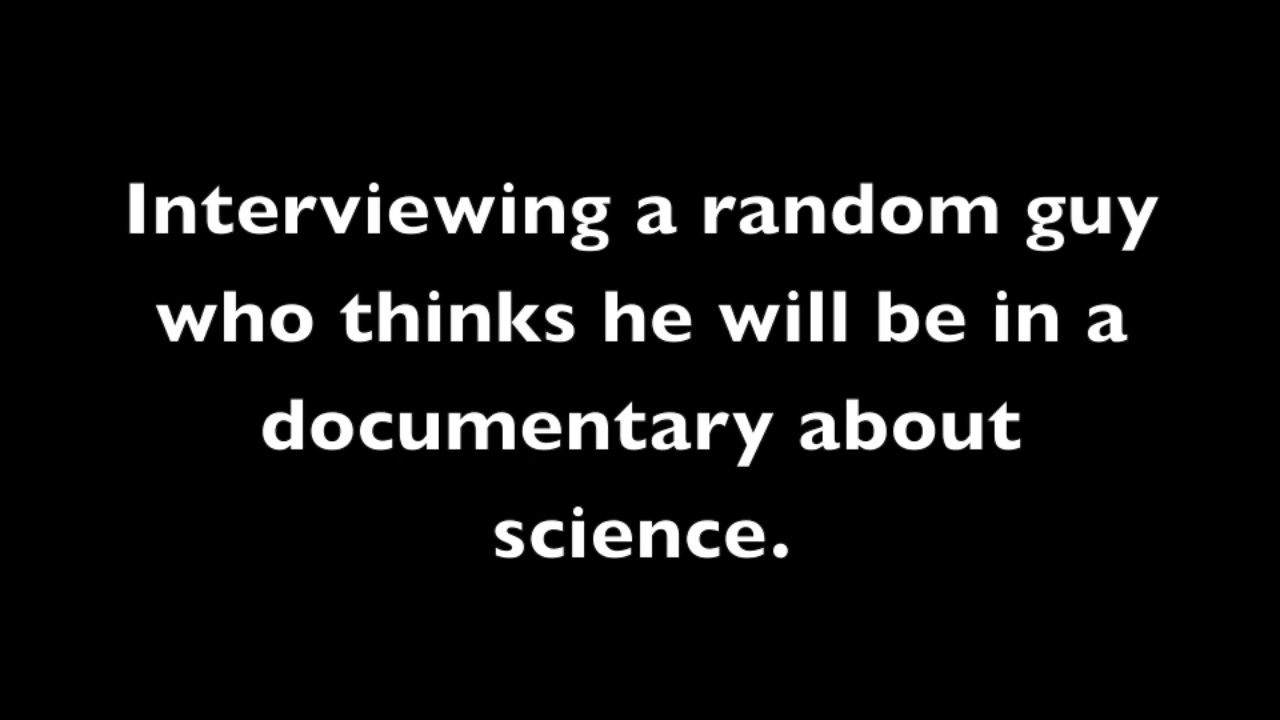 Interviewing a random guy
who thinks he will be in a
documentary about
science.